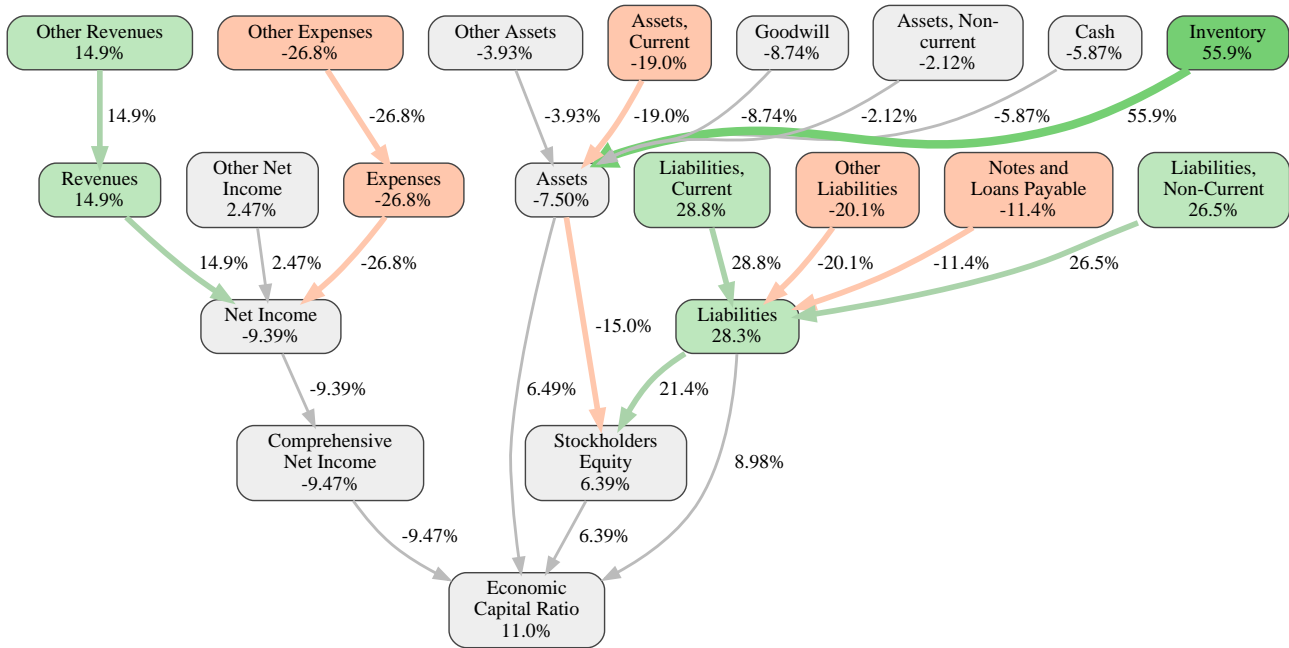 Other Revenues
14.9%
Other Expenses
-26.8%
Other Assets
-3.93%
Assets,
Current
-19.0%
Goodwill
-8.74%
Assets, Non-
current
-2.12%
Cash
-5.87%
Inventory
55.9%
14.9%
-26.8%
-3.93%
-19.0%
-8.74%
-2.12%
-5.87%
55.9%
Revenues
14.9%
Other Net
Income
2.47%
Expenses
-26.8%
Assets
-7.50%
Liabilities,
Current
28.8%
Other
Liabilities
-20.1%
Notes and
Loans Payable
-11.4%
Liabilities,
Non-Current
26.5%
14.9%
2.47%
-26.8%
28.8%
-20.1%
-11.4%
26.5%
Net Income
-9.39%
-15.0%
Liabilities
28.3%
-9.39%
6.49%
21.4%
Comprehensive
Net Income
-9.47%
Stockholders
Equity
6.39%
8.98%
-9.47%
6.39%
Economic
Capital Ratio
11.0%